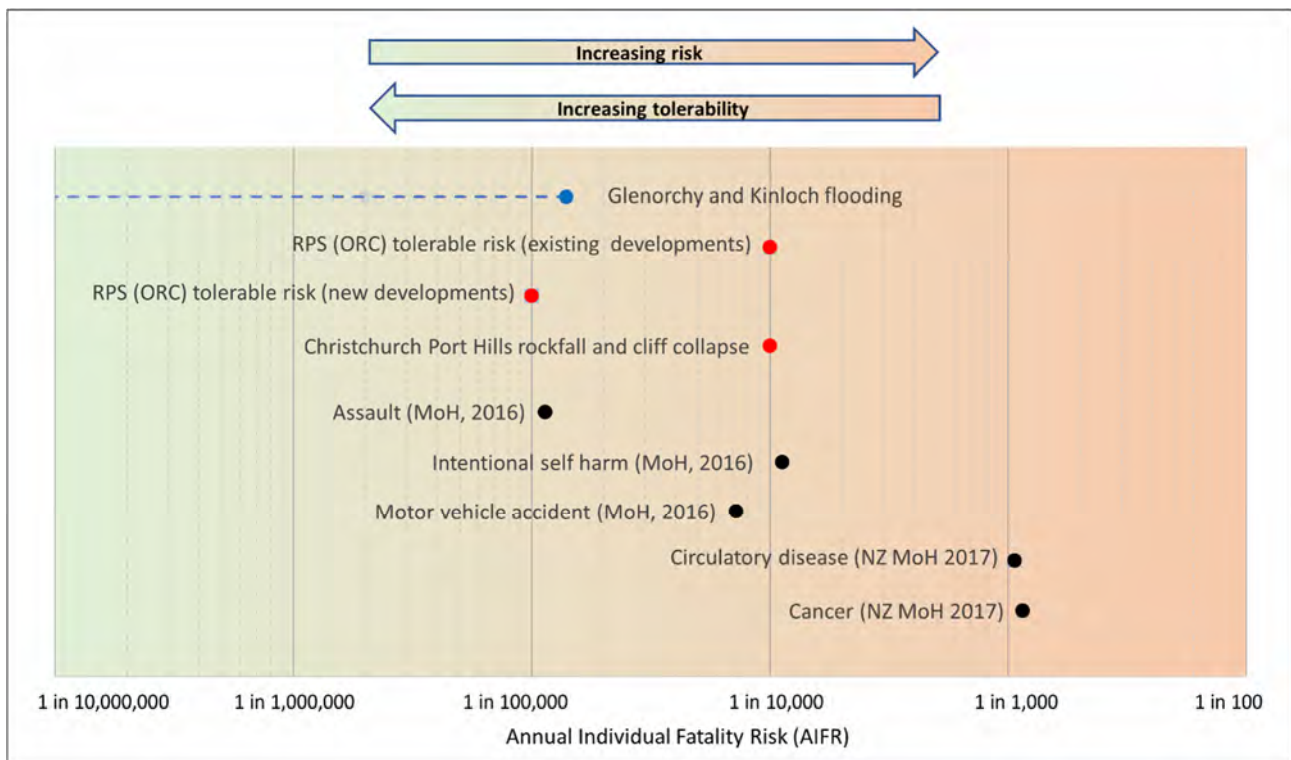 Increasing risk
Increasing tolerability
Glenorchy and Kinloch flooding
RPS (ORC) tolerable risk (existing developments)
RPS (ORC) tolerable risk (new developments)
Christchurch Port Hills rockfall and cliff collapse
Assault (MoH, 2016)
Intentional self harm (MoH, 2016)
Motor vehicle accident (MoH, 2016)
Circulatory disease (NZ MoH 2017)
Cancer (NZ MoH 2017)
1 in 10,000,000 1 in 1,000,000 1 in 100,000 1 in 10,000 1 in 1,000 1 in 100
Annual Individual Fatality Risk (AIFR)